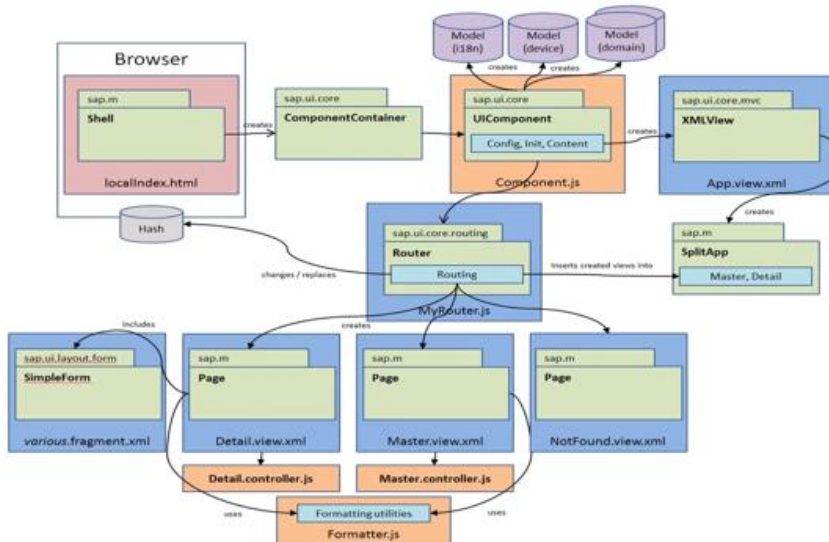 Model
(i18n)
Model
(device)
Model
(domain)
creates
creates
Browser
sap.m
Shell
localIndex.html
creates
sap.ui.core
ComponentContainer
sap.ui.core
UIComponent
Config, Init, Content
Component.js
creates
sap.ui.core.mvc
XMLView
App.view.xml
creates
Hash
changes / replaces
sap.ui.core.routing
Router
Routing
MyRouter.js
Inserts created views into
sap.m
SplitApp
Master, Detail
includes
creates
sap.ui.layout.form
SimpleForm
various.fragment.xml
sap.m
Page
Detail.view.xml
sap.m
Page
Master.view.xml
sap.m
Page
NotFound.view.xml
Detail.controller.js
Master.controller.js
uses
Formatting utilities
uses
Formatter.js